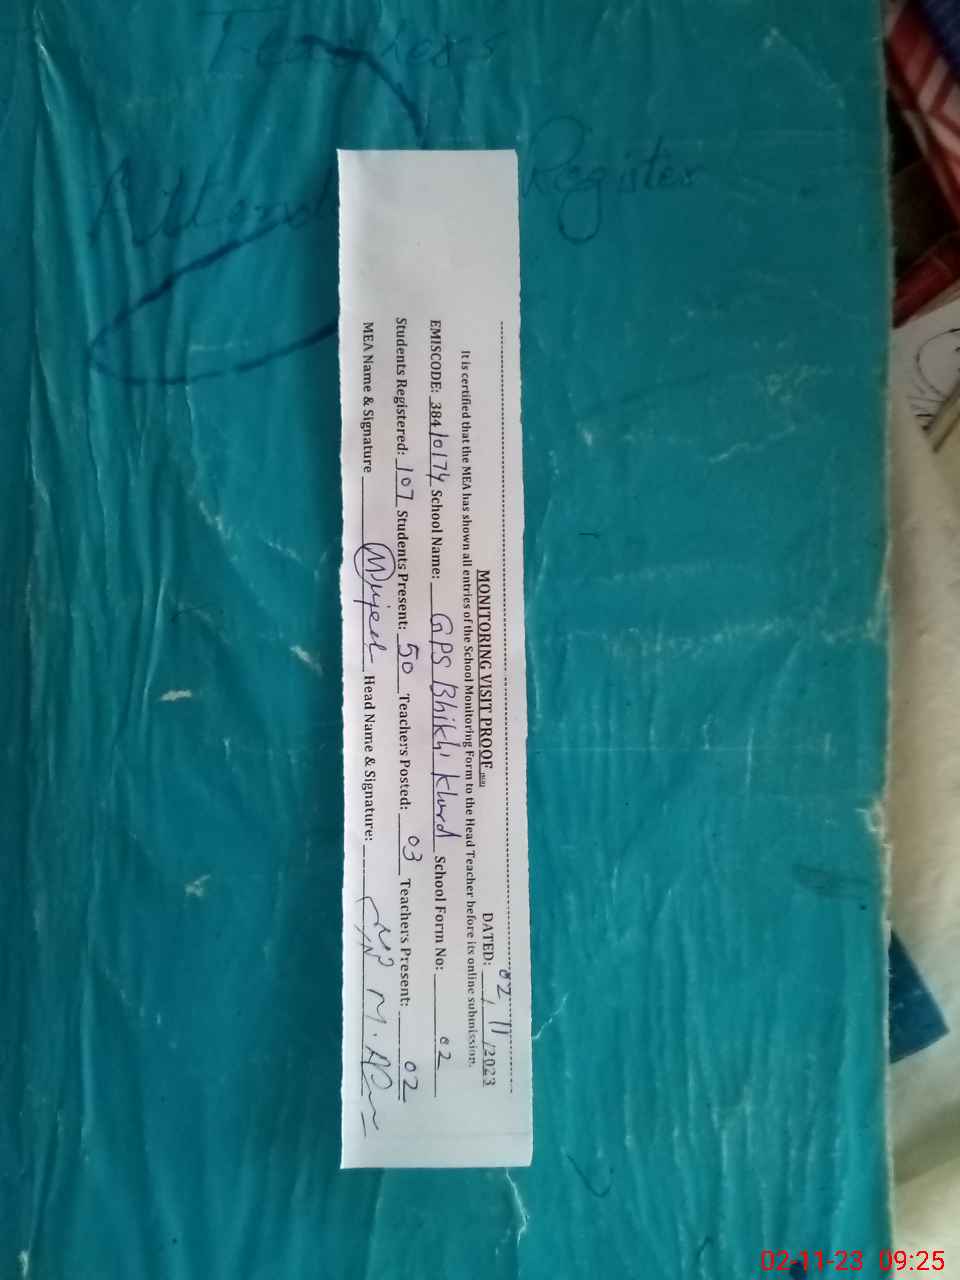 Teachers
Attend Register
MONITORING VISIT PROOF DATED: 02/11/2023
It is certified that the MEA has shown all entries of the School Monitoring Form to the Head Teacher before its online submission.
EMISCODE: 384/0174 School Name: GPS Bhikhi Khurd School Form No: 02
Students Registered: 107 Students Present: 50 Teachers Posted: 03 Teachers Present: 02
MEA Name & Signature Head Name & Signature:
02-11-23 09:25